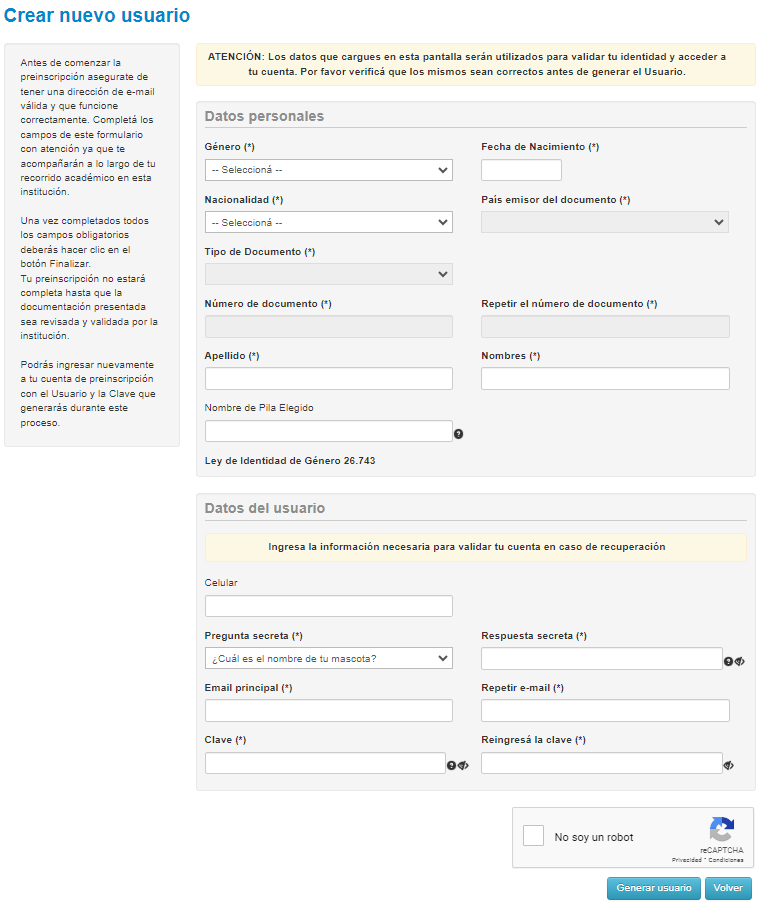 Crear nuevo usuario
Antes de comenzar la
preinscripción asegurate de
tener una dirección de e-mail
válida y que funcione
correctamente. Completá los
campos de este formulario
con atención ya que te
acompañarán a lo largo de tu
recorrido académico en esta
institución.
Una vez completados todos
los campos obligatorios
deberás hacer clic en el
botón Finalizar.
Tu preinscripción no estará
completa hasta que la
documentación presentada
sea revisada y validada por la
institución.
Podrás ingresar nuevamente
a tu cuenta de preinscripción
con el Usuario y la Clave que
generarás durante este
proceso.
ATENCIÓN: Los datos que cargues en esta pantalla serán utilizados para validar tu identidad y acceder a
tu cuenta. Por favor verificá que los mismos sean correctos antes de generar el Usuario.
Datos personales
Género (*)
Fecha de Nacimiento (*)
-- Seleccioná --
Nacionalidad (*)
País emisor del documento (*)
-- Seleccioná --
Tipo de Documento (*)
Número de documento (*)
Repetir el número de documento (*)
Apellido (*)
Nombres (*)
Nombre de Pila Elegido
Ley de Identidad de Género 26.743
Datos del usuario
Ingresa la información necesaria para validar tu cuenta en caso de recuperación
Celular
Pregunta secreta (*)
Respuesta secreta (*)
¿Cuál es el nombre de tu mascota?
Email principal (*)
Repetir e-mail (*)
Clave (*)
Reingresá la clave (*)
No soy un robot
reCAPTCHA
Privacidad * Condiciones
Generar usuario
Volver